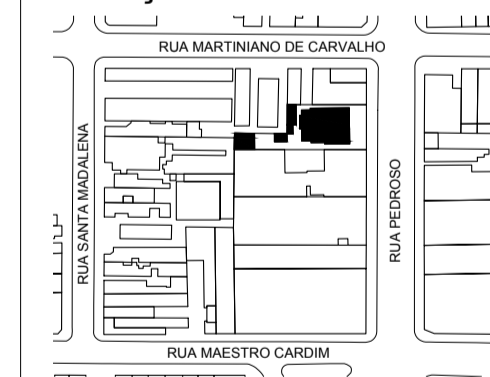 RUA MARTINIANO DE CARVALHO
RUA SANTA MADALENA
RUA PEDROSO
RUA MAESTRO CARDIM